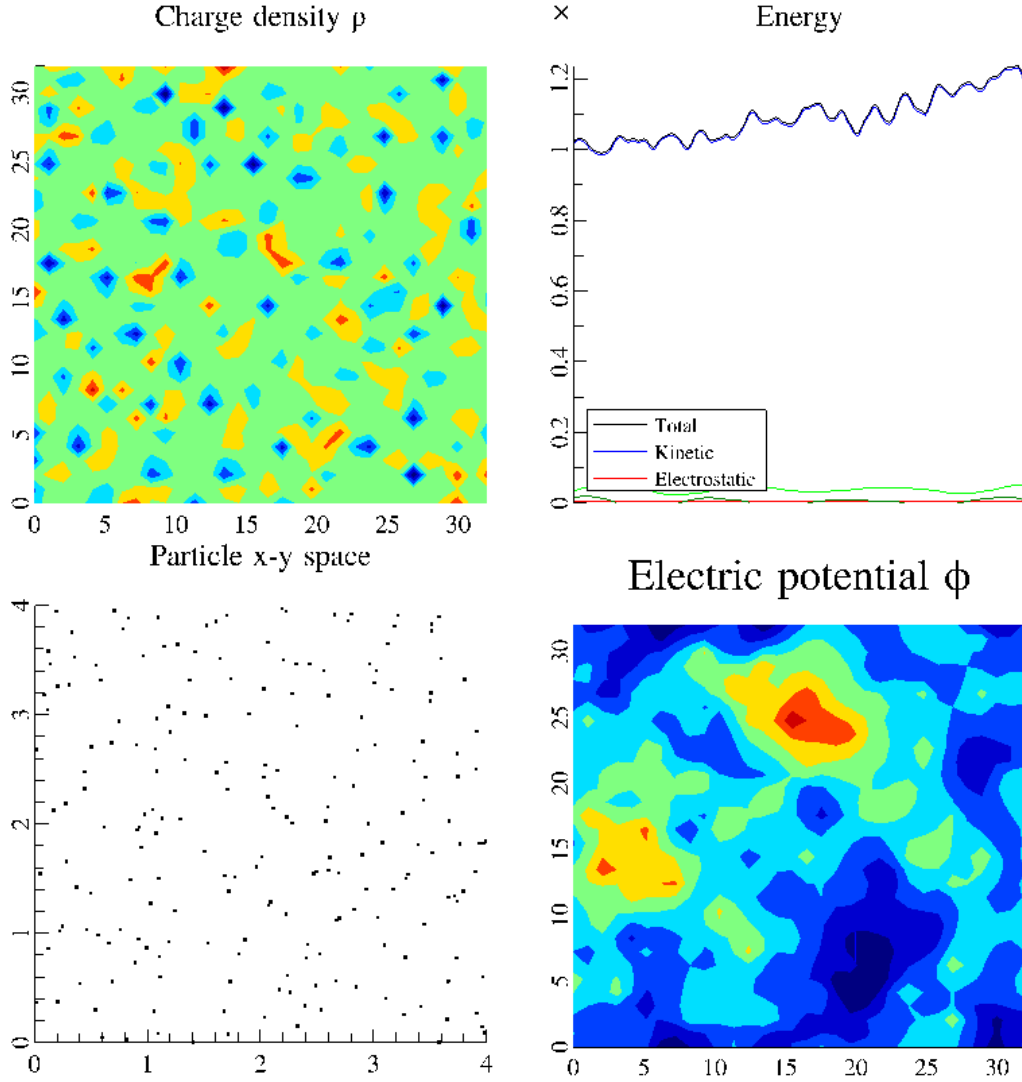 Charge density ρ
30
25
20
15
10
5
0
0 5 10 15 20 25 30
×
Energy
1.2
1
0.8
0.6
0.4
0.2
0
Total
Kinetic
Electrostatic
Particle x-y space
4
3
2
1
0
0 1 2 3 4
Electric potential ϕ
30
25
20
15
10
5
0
0 5 10 15 20 25 30